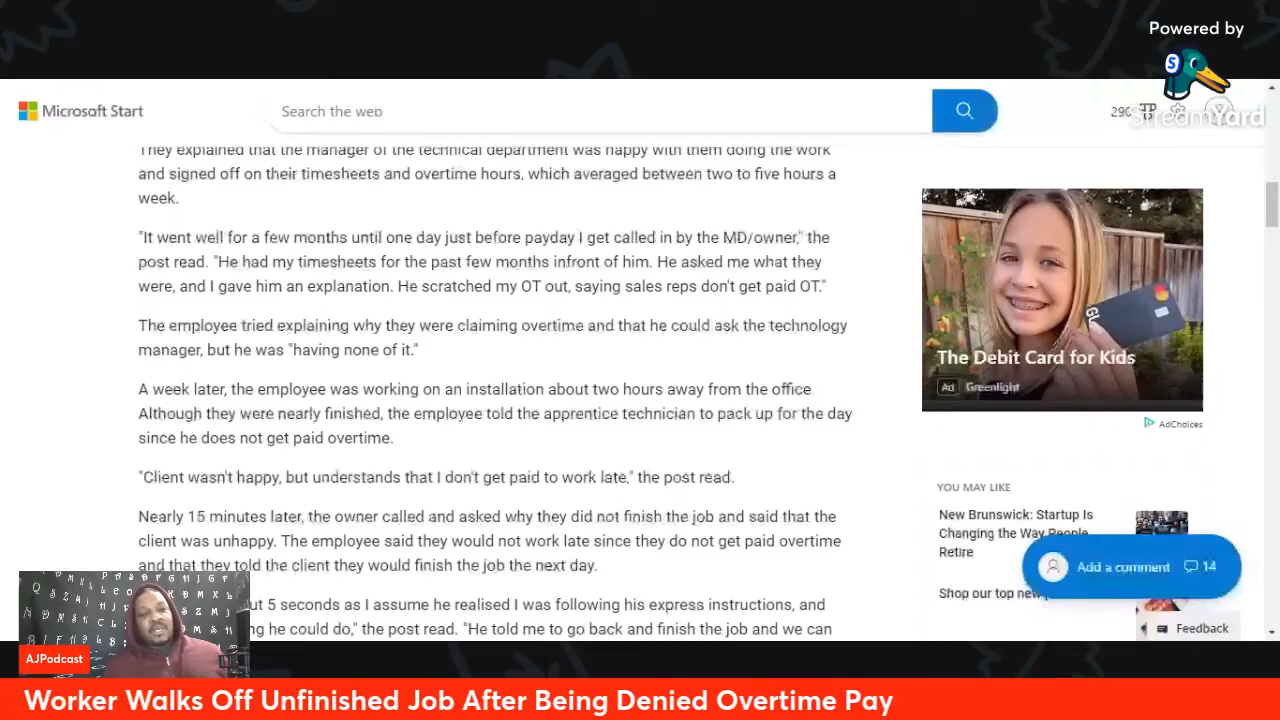 Powered by
StreamYard
Microsoft Start
Search the web
290
They explained that the manager of the technical department was happy with them doing the work
and signed off on their timesheets and overtime hours, which averaged between two to five hours a
week.
"It went well for a few months until one day just before payday I get called in by the MD/owner," the
post read. "He had my timesheets for the past few months infront of him. He asked me what they
were, and I gave him an explanation. He scratched my OT out, saying sales reps don't get paid OT."
The employee tried explaining why they were claiming overtime and that he could ask the technology
manager, but he was "having none of it."
A week later, the employee was working on an installation about two hours away from the office.
Although they were nearly finished, the employee told the apprentice technician to pack up for the day
since he does not get paid overtime.
"Client wasn't happy, but understands that I don't get paid to work late," the post read.
Nearly 15 minutes later, the owner called and asked why they did not finish the job and said that the
client was unhappy. The employee said they would not work late since they do not get paid overtime
and that they told the client they would finish the job the next day.
ut 5 seconds as I assume he realised I was following his express instructions, and
ng he could do," the post read. "He told me to go back and finish the job and we can
The Debit Card for Kids
Ad Greenlight
AdChoices
YOU MAY LIKE
New Brunswick: Startup Is
Changing the Way People
Retire
Add a comment 14
Shop our top new
Feedback
AJPodcast
Worker Walks Off Unfinished Job After Being Denied Overtime Pay